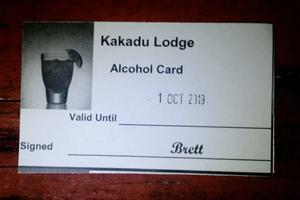 Kakadu Lodge
Alcohol Card
1 OCT 2019
Valid Until
Signed Brett